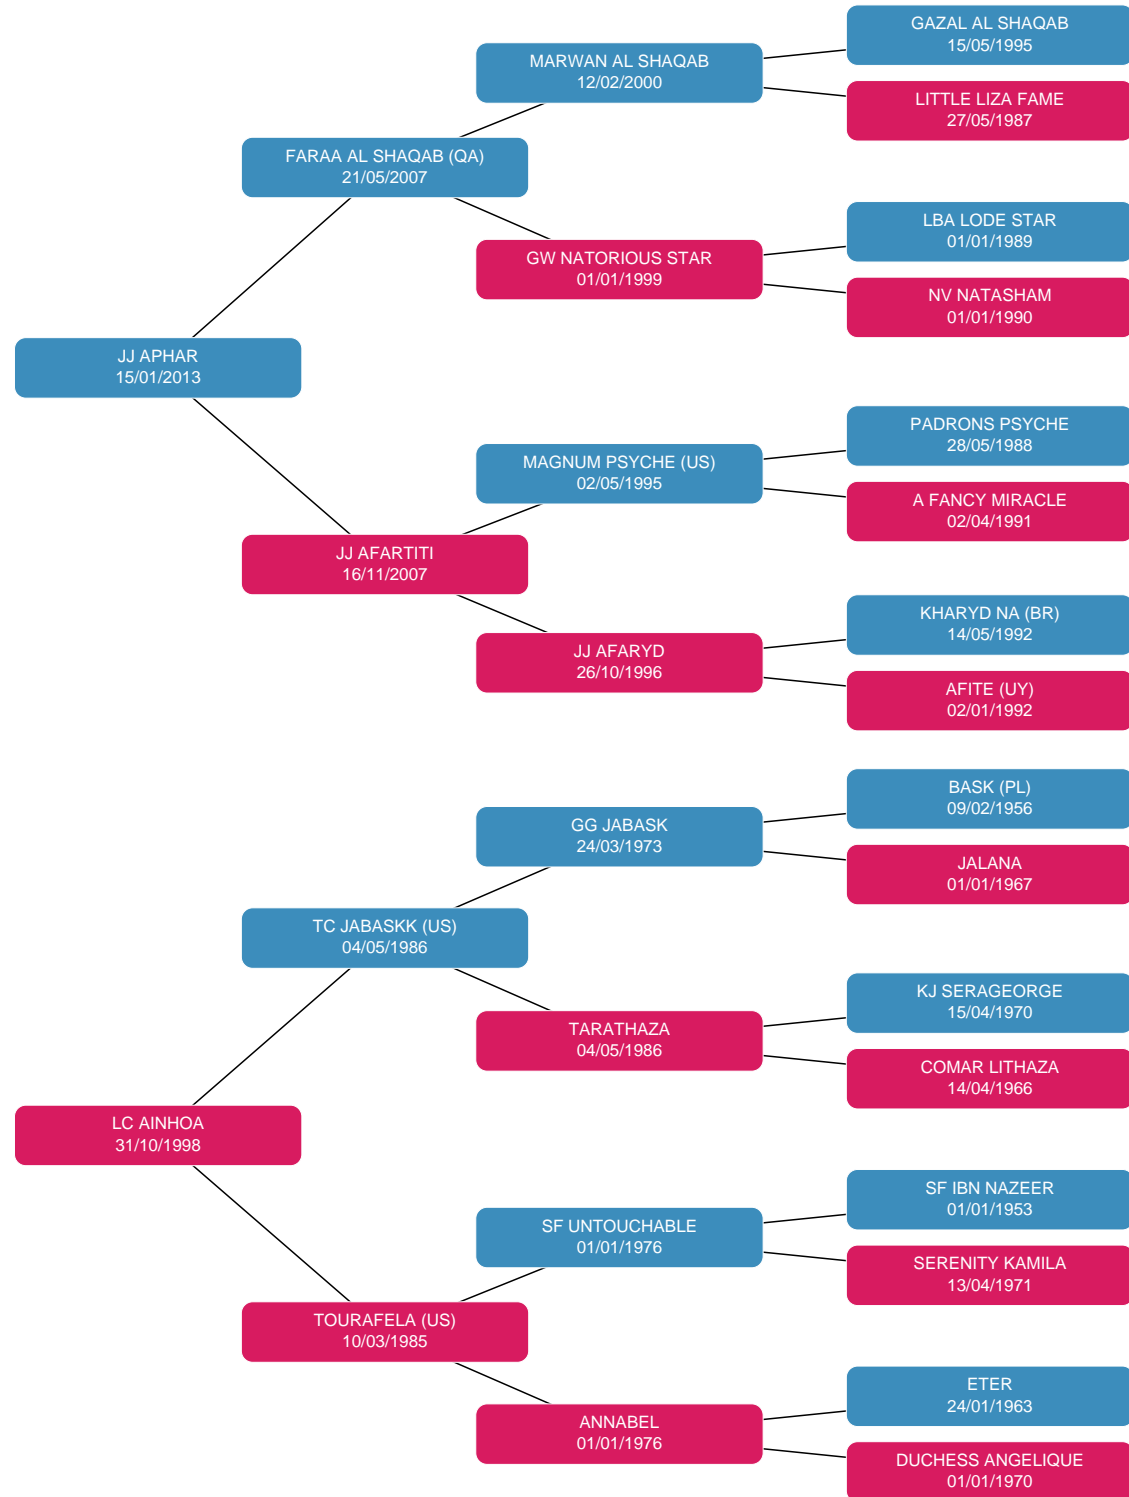 GAZAL AL SHAQAB
15/05/1995
MARWAN AL SHAQAB
12/02/2000
LITTLE LIZA FAME
27/05/1987
FARAA AL SHAQAB (QA)
21/05/2007
LBA LODE STAR
01/01/1989
GW NATORIOUS STAR
01/01/1999
NV NATASHAM
01/01/1990
JJ APHAR
15/01/2013
PADRONS PSYCHE
28/05/1988
MAGNUM PSYCHE (US)
02/05/1995
A FANCY MIRACLE
02/04/1991
JJ AFARTITI
16/11/2007
KHARYD NA (BR)
14/05/1992
JJ AFARYD
26/10/1996
AFITE (UY)
02/01/1992
BASK (PL)
09/02/1956
GG JABASK
24/03/1973
JALANA
01/01/1967
TC JABASKK (US)
04/05/1986
KJ SERAGEORGE
15/04/1970
TARATHAZA
04/05/1986
COMAR LITHAZA
14/04/1966
LC AINHOA
31/10/1998
SF IBN NAZEER
01/01/1953
SF UNTOUCHABLE
01/01/1976
SERENITY KAMILA
13/04/1971
TOURAFELA (US)
10/03/1985
ETER
24/01/1963
ANNABEL
01/01/1976
DUCHESS ANGELIQUE
01/01/1970